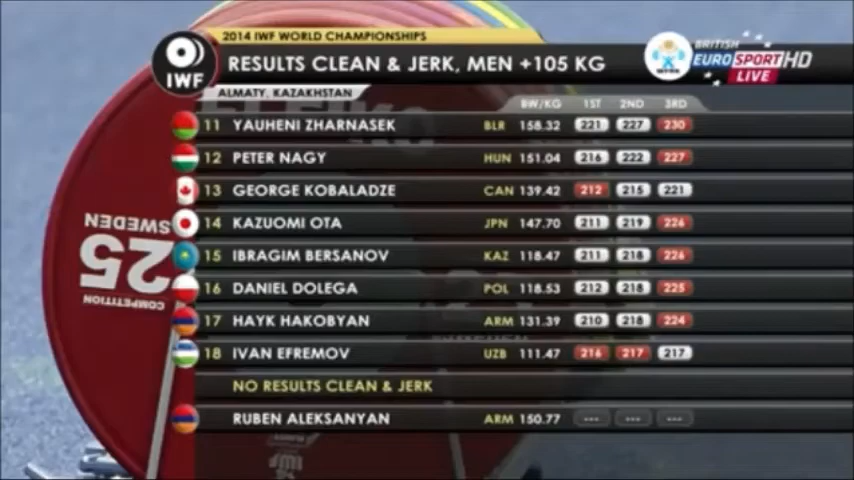 2014 IWF WORLD CHAMPIONSHIPS
IWF
RESULTS CLEAN & JERK, MEN +105 KG
BRITISH
EUROSPORT HD
LIVE
ALMATY, KAZAKHSTAN
BW/KG 1ST 2ND 3RD
11 YAUHENI ZHARNASEK BLR 158.32 221 227 230
12 PETER NAGY HUN 151.04 216 222 227
13 GEORGE KOBALADZE CAN 139.42 212 215 221
14 KAZUOMI OTA JPN 147.70 211 219 226
15 IBRAGIM BERSANOV KAZ 118.47 211 218 226
16 DANIEL DOLEGA POL 118.53 212 218 225
17 HAYK HAKOBYAN ARM 131.39 210 218 224
18 IVAN EFREMOV UZB 111.47 216 217 217
NO RESULTS CLEAN & JERK
RUBEN ALEKSANYAN ARM 150.77 --- --- ---
SWEDEN
25
COMPETITION